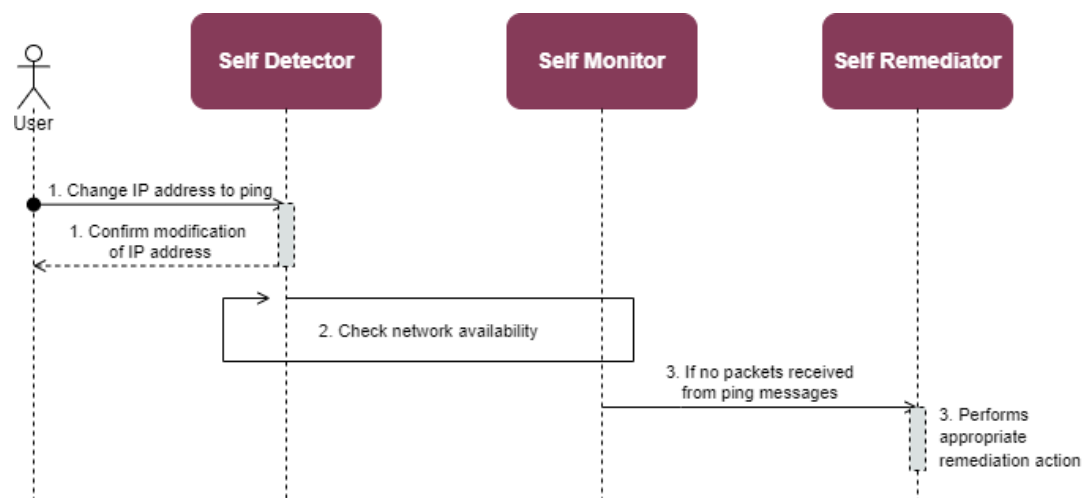 Self Detector
Self Monitor
Self Remediator
User
1. Change IP address to ping
1. Confirm modification
of IP address
2. Check network availability
3. If no packets received
from ping messages
3. Performs
appropriate
remediation action